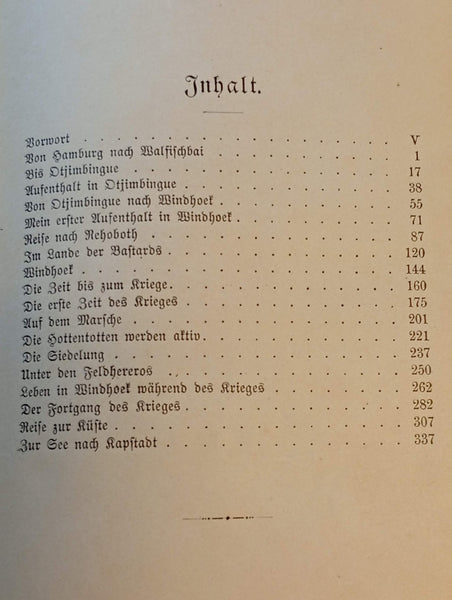 Inhalt.
Vorwort . . . . . . . . . . . . . . . . . V
Von Hamburg nach Walfischbai . . . . . . . . . . 1
Bis Otjimbingue . . . . . . . . . . . . . . . 17
Aufenthalt in Otjimbingue . . . . . . . . . . . . 38
Von Otjimbingue nach Windhoek . . . . . . . . . . 55
Mein erster Aufenthalt in Windhoek . . . . . . . . . 71
Reise nach Rehoboth . . . . . . . . . . . . . 87
Im Lande der Bastards . . . . . . . . . . . . . 120
Windhoek . . . . . . . . . . . . . . . . . 144
Die Zeit bis zum Kriege . . . . . . . . . . . . 160
Die erste Zeit des Krieges . . . . . . . . . . . . 175
Auf dem Marsche . . . . . . . . . . . . . . 201
Die Hottentotten werden aktiv . . . . . . . . . . . 221
Die Siedelung . . . . . . . . . . . . . . . 237
Unter den Feldhereros . . . . . . . . . . . . . 250
Leben in Windhoek während des Krieges . . . . . . . 262
Der Fortgang des Krieges . . . . . . . . . . . . 282
Reise zur Küste . . . . . . . . . . . . . . . 307
Zur See nach Kapstadt . . . . . . . . . . . . . 337